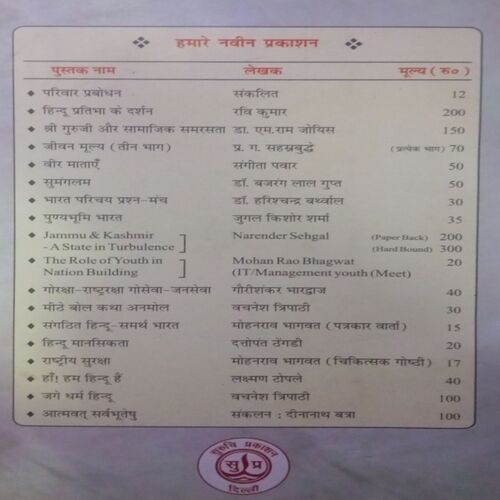 हमारे नवीन प्रकाशन
पुस्तक नाम लेखक मूल्य ( रु० )
परिवार प्रबोधन संकलित 12
हिन्दू प्रतिभा के दर्शन रवि कुमार 200
श्री गुरुजी और सामाजिक समरसता डा. एम.राम जोयिस 150
जीवन मूल्य (तीन भाग) प्र. ग. सहस्रबुद्धे (प्रत्येक भाग) 70
वीर माताएँ संगीता पवार 50
सुमंगलम डॉ. बजरंग लाल गुप्त 50
भारत परिचय प्रश्न-मंच डॉ. हरिश्चन्द्र बर्थ्वाल 30
पुण्यभूमि भारत जुगल किशोर शर्मा 35
Jammu & Kashmir Narender Sehgal (Paper Back) 200
- A State in Turbulence (Hard Bound) 300
The Role of Youth in Mohan Rao Bhagwat 20
Nation Building (IT/Management youth (Meet)
गोरक्षा-राष्ट्ररक्षा गोसेवा-जनसेवा गौरीशंकर भारद्वाज 40
मीठे बोल कथा अनमोल वचनेश त्रिपाठी 30
संगठित हिन्दू-समर्थ भारत मोहनराव भागवत (पत्रकार वार्ता) 15
हिन्दू मानसिकता दत्तोपंत ठेंगडी 20
राष्ट्रीय सुरक्षा मोहनराव भागवत (चिकित्सक गोष्ठी) 17
हाँ! हम हिन्दू हैं लक्ष्मण टोपले 40
जगे धर्म हिन्दू वचनेश त्रिपाठी 100
आत्मवत् सर्वभूतेषु संकलन : दीनानाथ बत्रा 100
सुरुचि प्रकाशन
सु प्र
दिल्ली